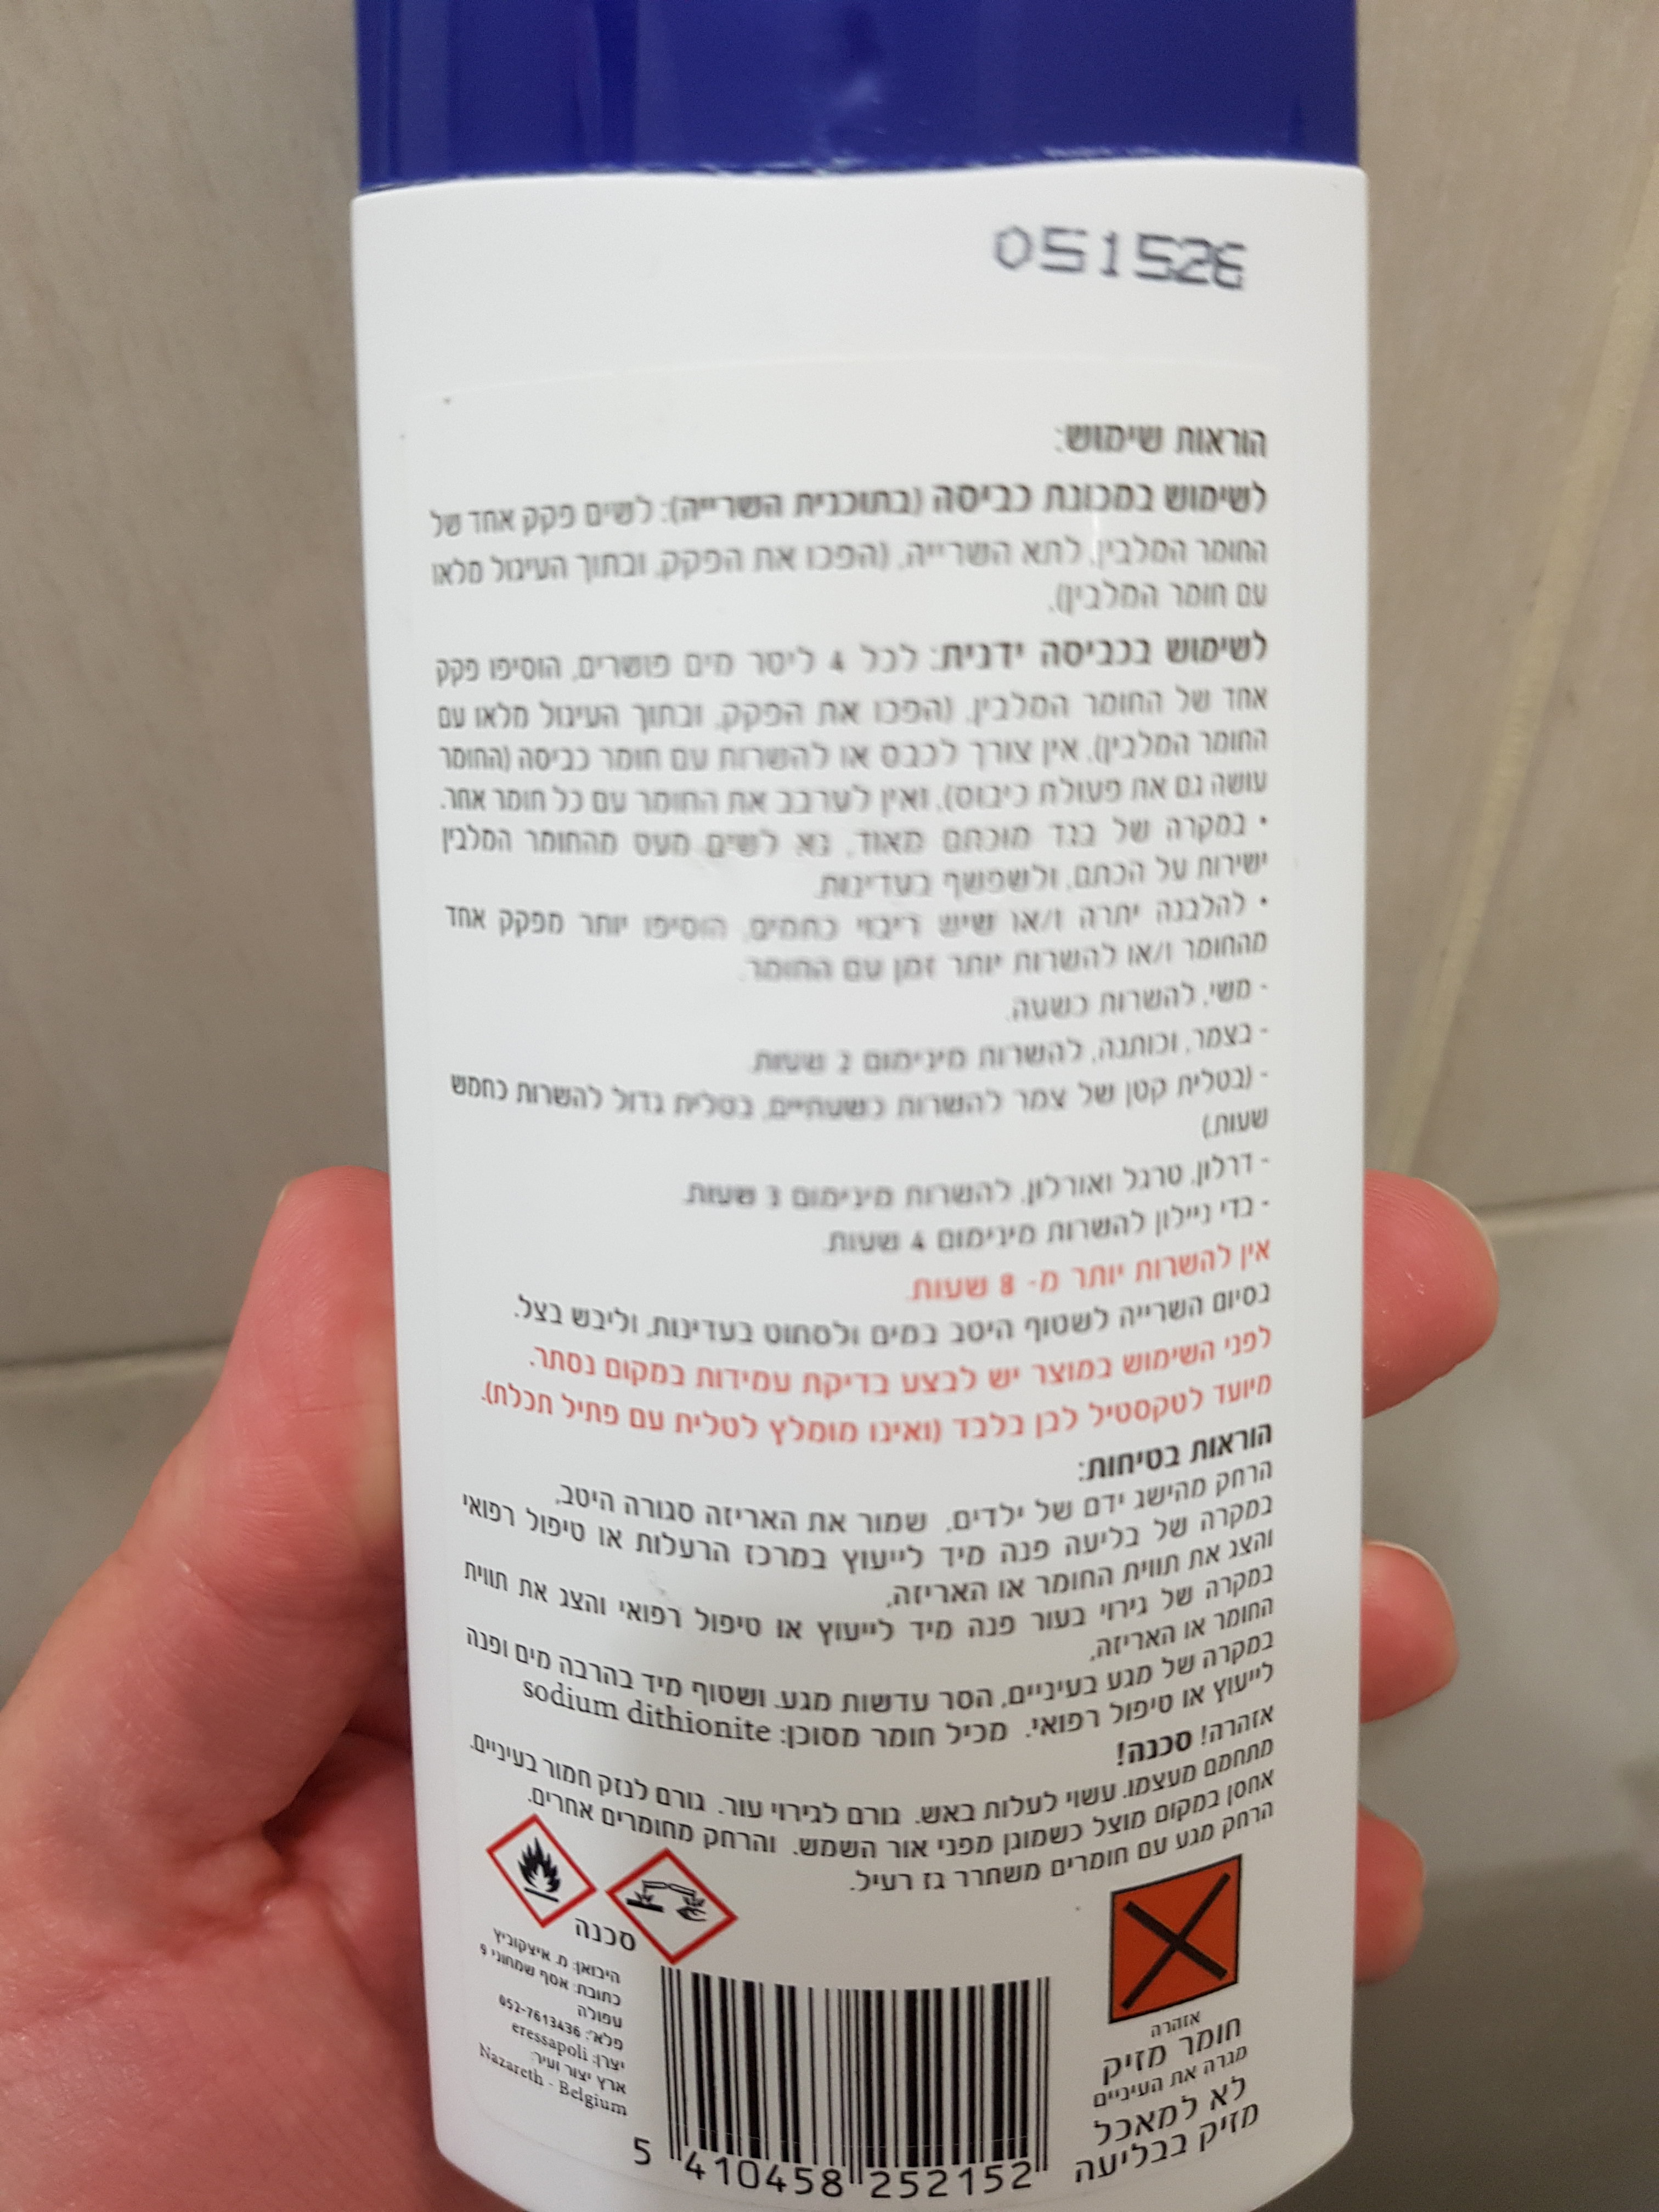 051526
הוראות שימוש:
לשימוש במכונת כביסה (בתוכנית השרייה): לשים פקק אחד של
החומר המלבין, לתא השרייה, (הפכו את הפקק, ובתוך העיגול מלאו
עם חומר המלבין).
לשימוש בכביסה ידנית: לכל 4 ליטר מים פושרים, הוסיפו פקק
אחד של החומר המלבין, (הפכו את הפקק, ובתוך העיגול מלאו עם
החומר המלבין), אין צורך לכבס או להשרות עם חומר כביסה (החומר
עושה גם את פעולת כיבוס), ואין לערבב את החומר עם כל חומר אחר.
• במקרה של בגד מוכתם מאוד, נא לשים מעט מהחומר המלבין
ישירות על הכתם, ולשפשף בעדינות.
• להלבנה יתרה ו/או שיש ריבוי כתמים, הוסיפו יותר מפקק אחד
מהחומר ו/או להשרות יותר זמן עם החומר.
- משי, להשרות כשעה.
- בצמר, וכותנה, להשרות מינימום 2 שעות.
- (בטלית קטן של צמר להשרות כשעתיים, בטלית גדול להשרות כחמש
שעות.)
- דרלון, טרגל ואורלון, להשרות מינימום 3 שעות.
- בדי ניילון להשרות מינימום 4 שעות.
אין להשרות יותר מ- 8 שעות.
בסיום השרייה לשטוף היטב במים ולסחוט בעדינות, וליבש בצל.
לפני השימוש במוצר יש לבצע בדיקת עמידות במקום נסתר.
מיועד לטקסטיל לבן בלבד (ואינו מומלץ לטלית עם פתיל תכלת).
הוראות בטיחות:
הרחק מהישג ידם של ילדים, שמור את האריזה סגורה היטב,
במקרה של בליעה פנה מיד לייעוץ במרכז הרעלות או טיפול רפואי
והצג את תווית החומר או האריזה,
במקרה של גירוי בעור פנה מיד לייעוץ או טיפול רפואי והצג את תווית
החומר או האריזה,
במקרה של מגע בעיניים, הסר עדשות מגע. ושטוף מיד בהרבה מים ופנה
לייעוץ או טיפול רפואי. מכיל חומר מסוכן: sodium dithionite
אזהרה! סכנה!
מתחמם מעצמו. עשוי לעלות באש. גורם לגירוי עור. גורם לנזק חמור בעיניים.
אחסן במקום מוצל כשמוגן מפני אור השמש. והרחק מחומרים אחרים.
הרחק מגע עם חומרים משחרר גז רעיל.
סכנה
היבואן: מ. איצקוביץ
כתובת: אסף שמחוני 9
עפולה
פלא': 052-7613436
יצרן: eressapoli
ארץ יצור ועיר:
Nazareth - Belgium
אזהרה
חומר מזיק
מגרה את העיניים
לא למאכל
מזיק בבליעה
5 410458 252152